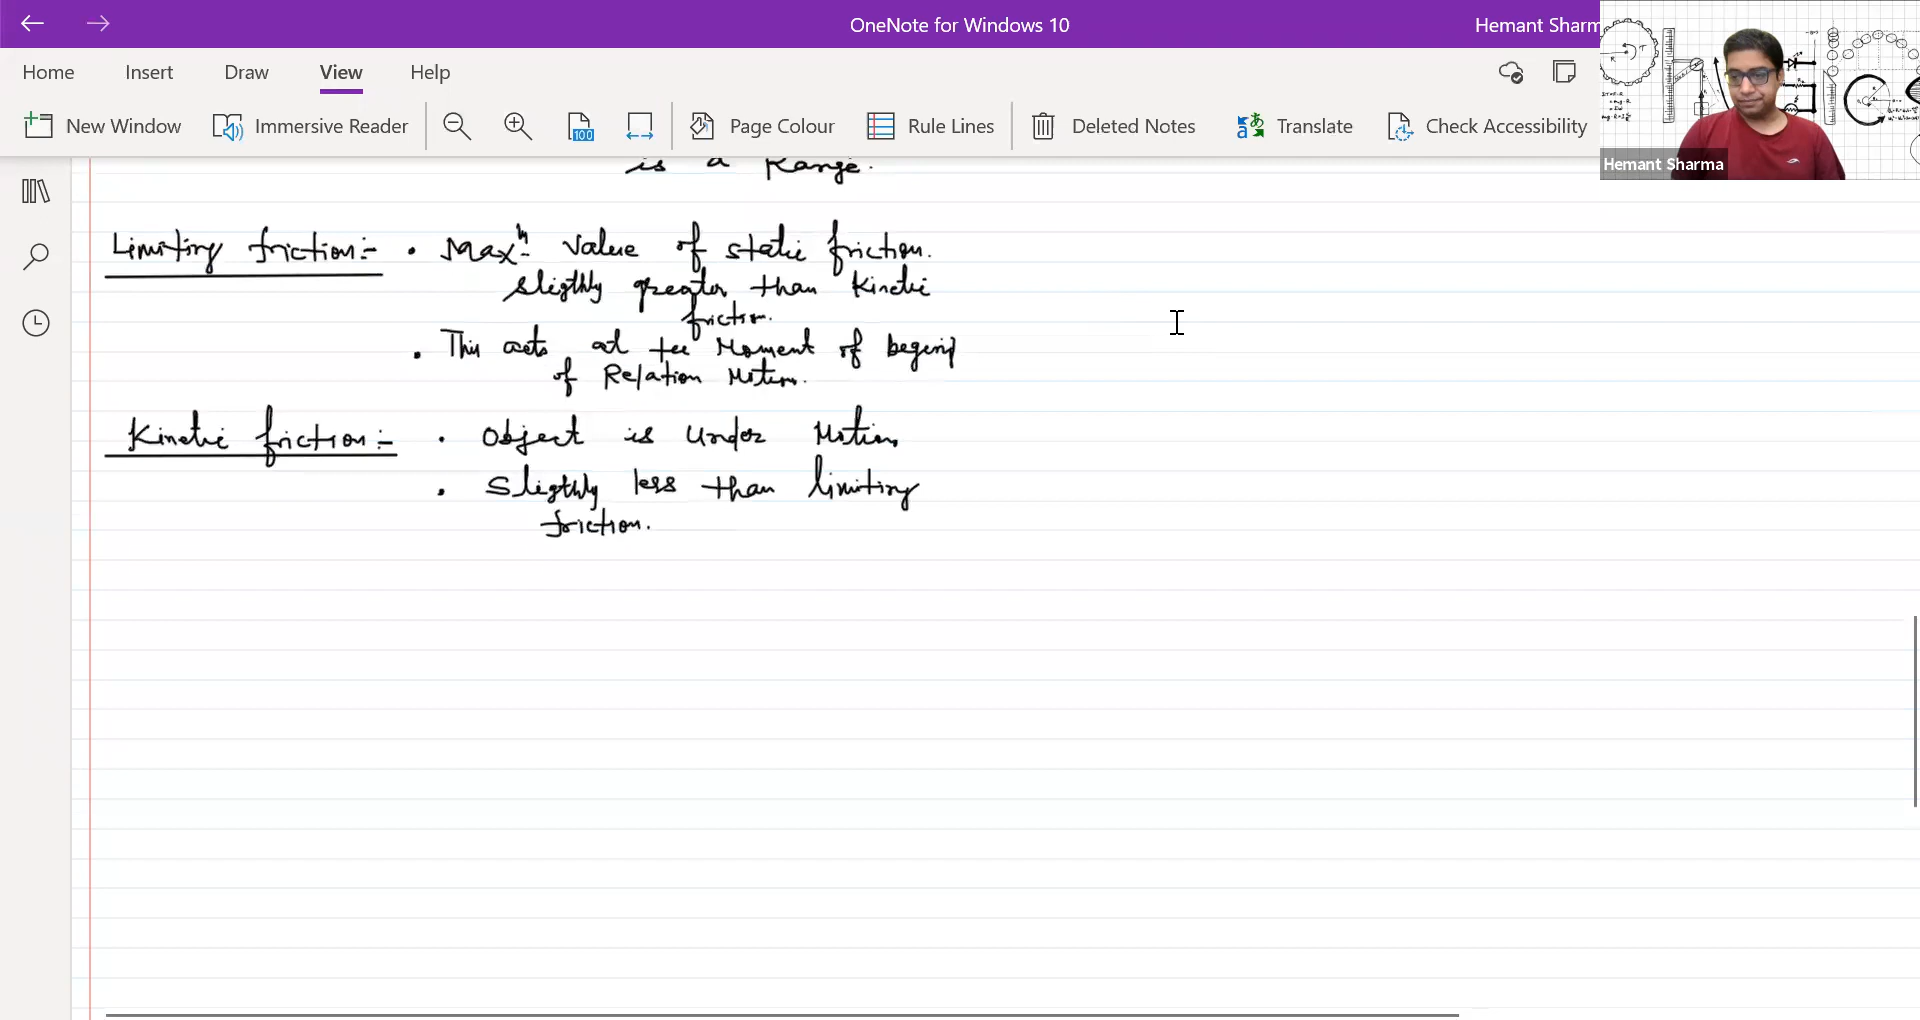 OneNote for Windows 10
Hemant Sharm
Home Insert Draw View Help
New Window Immersive Reader 100 Page Colour Rule Lines Deleted Notes Translate Check Accessibility
Hemant Sharma
is a Range.
Limiting friction:- • Maxm value of static friction.
Sligthly greater than Kinetic
friction.
• This acts at the Moment of
of Relation Motion.
Kinetic friction:- • Object is Under Motion.
• Sligthly less than limiting
friction.